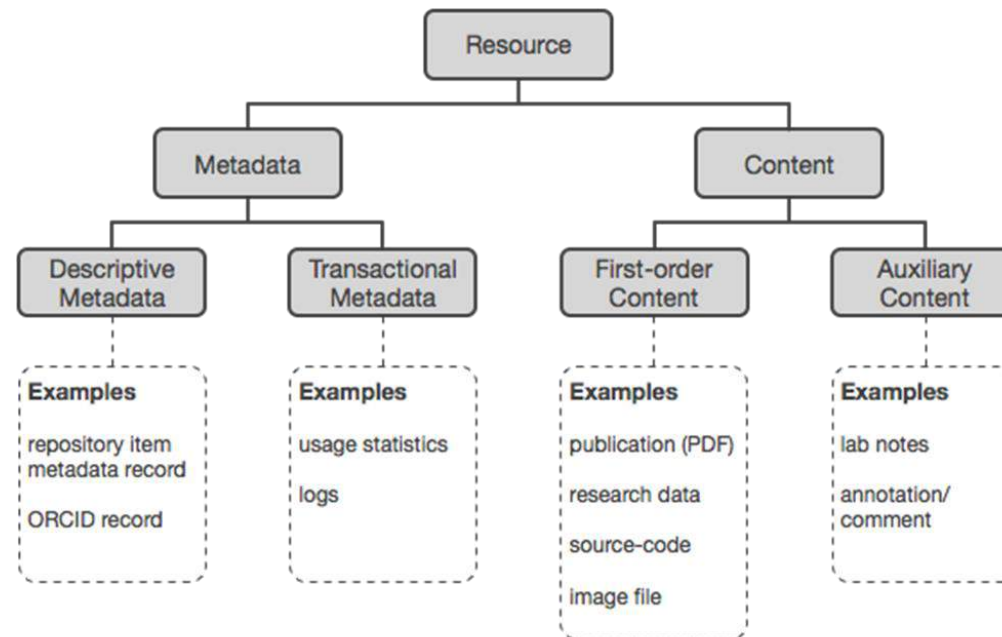 Resource
Metadata
Content
Descriptive
Metadata
Transactional
Metadata
First-order
Content
Auxiliary
Content
Examples
repository item
metadata record
ORCID record
Examples
usage statistics
logs
Examples
publication (PDF)
research data
source-code
image file
Examples
lab notes
annotation/
comment